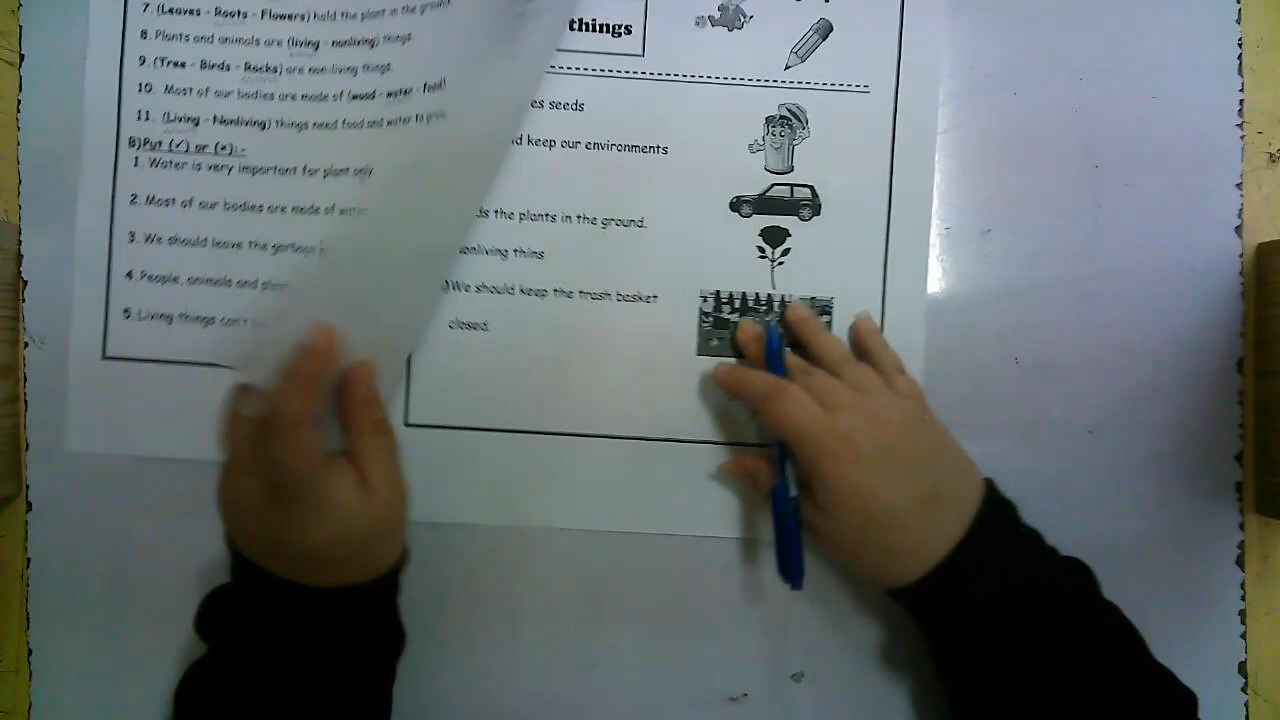 7. (Leaves - Roots - Flowers) hold the plant in the ground
8. Plants and animals are (living - nonliving) things.
9. (Tree - Birds - Rocks) are non-living things.
10. Most of our bodies are made of (wood - water - food)
11. (Living - Nonliving) things need food and water to grow.
B)Put (✓) or (×):-
1. Water is very important for plant only
2. Most of our bodies are made of water
3. We should leave the garbage
4. People, animals and
5. Living things can't
things
es seeds
d keep our environments
ds the plants in the ground.
nonliving thins
)We should keep the trash basket
closed.